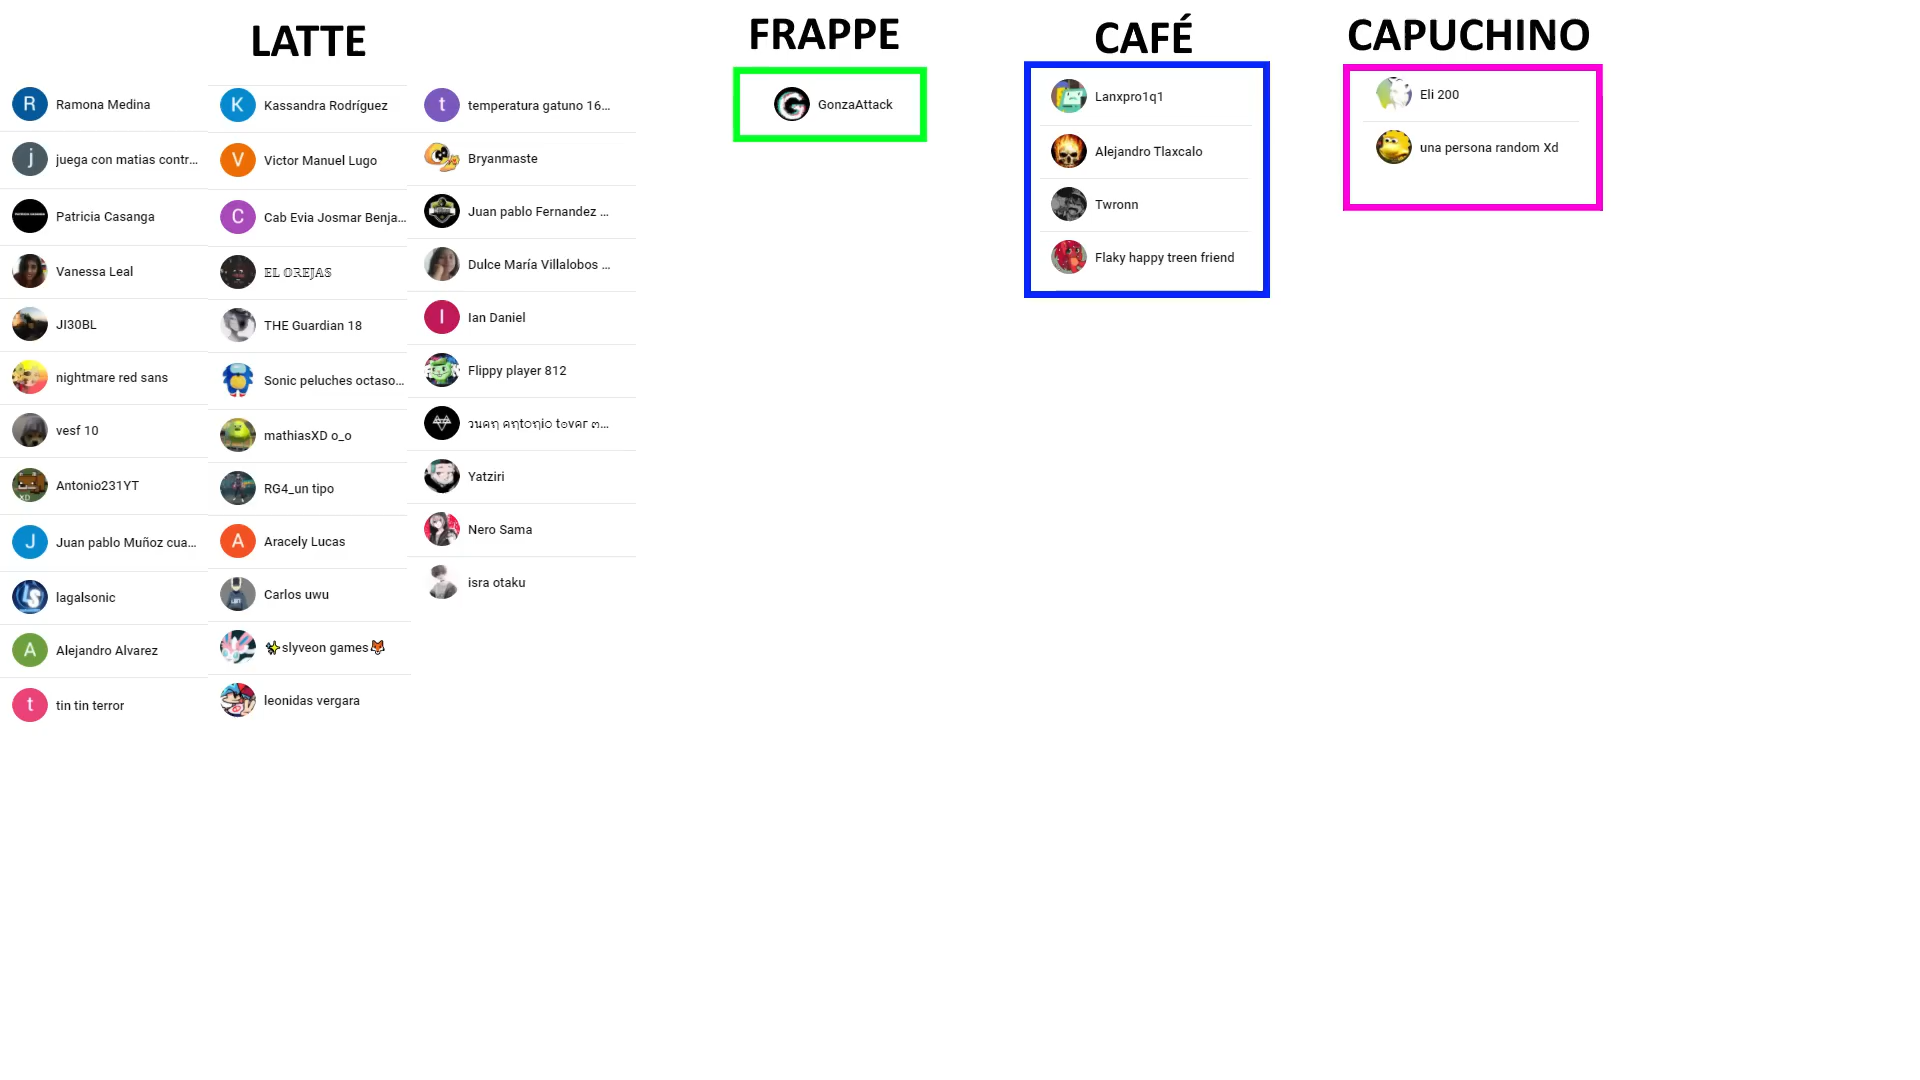 LATTE
Ramona Medina
juega con matias contr...
Patricia Casanga
Vanessa Leal
JI30BL
nightmare red sans
vesf 10
Antonio231YT
Juan pablo Muñoz cua...
lagalsonic
Alejandro Alvarez
tin tin terror
Kassandra Rodríguez
Victor Manuel Lugo
Cab Evia Josmar Benja...
𝔼𝕃 𝕆ℝ𝔼𝕁𝔸𝕊
THE Guardian 18
Sonic peluches octaso...
mathiasXD o_o
RG4_un tipo
Aracely Lucas
Carlos uwu
✨slyveon games🦊
leonidas vergara
temperatura gatuno 16...
Bryanmaste
Juan pablo Fernandez ...
Dulce María Villalobos ...
Ian Daniel
Flippy player 812
Yatziri
Nero Sama
isra otaku
FRAPPE
GonzaAttack
CAFÉ
Lanxpro1q1
Alejandro Tlaxcalo
Twronn
Flaky happy treen friend
CAPUCHINO
Eli 200
una persona random Xd